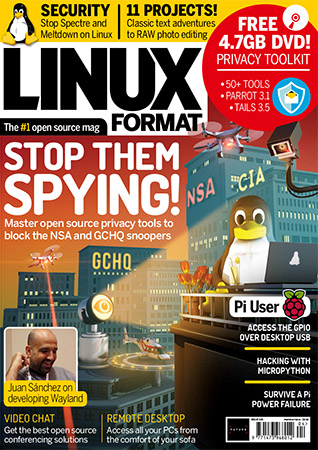 SECURITY
Stop Spectre and
Meltdown on Linux
11 PROJECTS!
Classic text adventures
to RAW photo editing
FREE
4.7GB DVD!
PRIVACY TOOLKIT
• 50+ TOOLS
• PARROT 3.1
• TAILS 3.5
LINUX
FORMAT
The #1 open source mag
STOP THEM
SPYING!
Master open source privacy tools to
block the NSA and GCHQ snoopers
NSA
CIA
GCHQ
Pi User
ACCESS THE GPIO
OVER DESKTOP USB
HACKING WITH
MICROPYTHON
SURVIVE A Pi
POWER FAILURE
Juan Sánchez on
developing Wayland
VIDEO CHAT
Get the best open source
conferencing solutions
REMOTE DESKTOP
Access all your PCs from
the comfort of your sofa
FUTURE
04
9 771473 968012